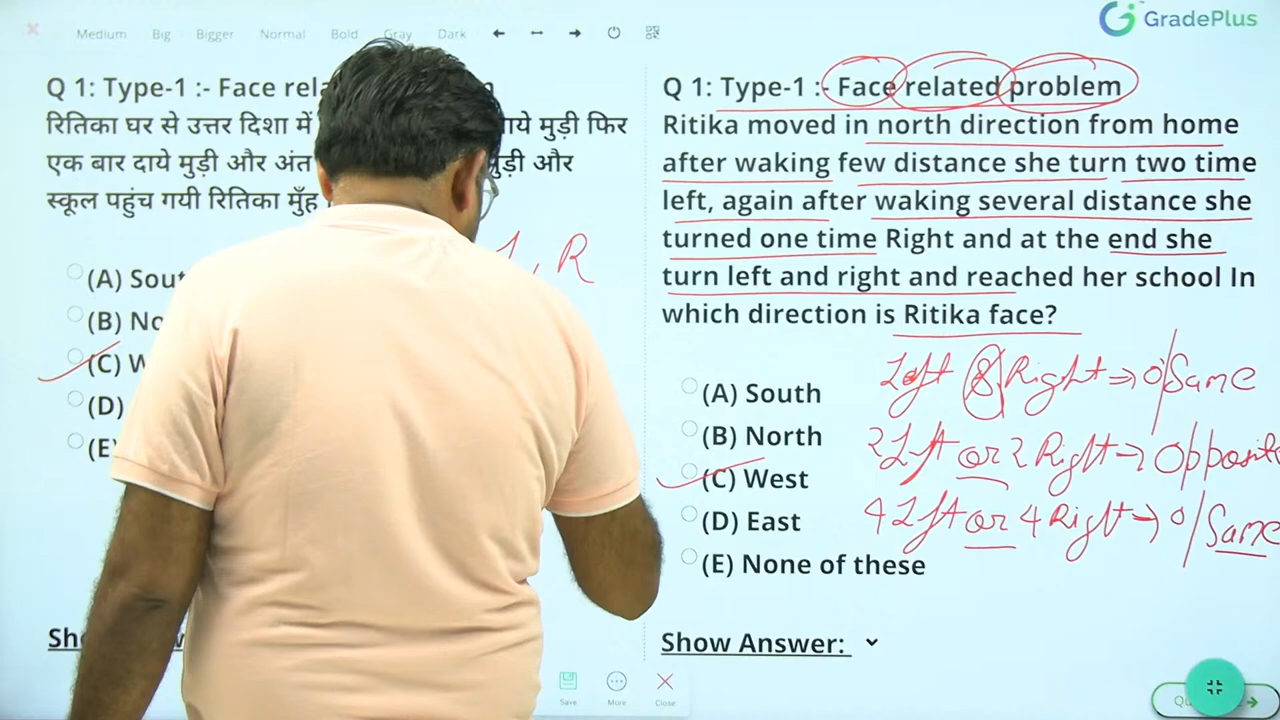 Medium Big Bigger Normal Bold Gray Dark
GradePlus
Q 1: Type-1 :- Face
रितिका घर से उत्तर दिशा में मुड़ी फिर
एक बार दाये मुड़ी और अंत और
स्कूल पहुंच गयी रितिका मुँह
R
(A)
(B)
(C)
(D)
Q 1: Type-1 :- Face related problem
Ritika moved in north direction from home
after waking few distance she turn two time
left, again after waking several distance she
turned one time Right and at the end she
turn left and right and reached her school In
which direction is Ritika face?
Left & Right ⇒ 0/Same
(A) South
(B) North
2 Left or 2 Right → Opposite
(C) West
(D) East
4 Left or 4 Right → 0/Same
(E) None of these
Show Answer:
Save More Close